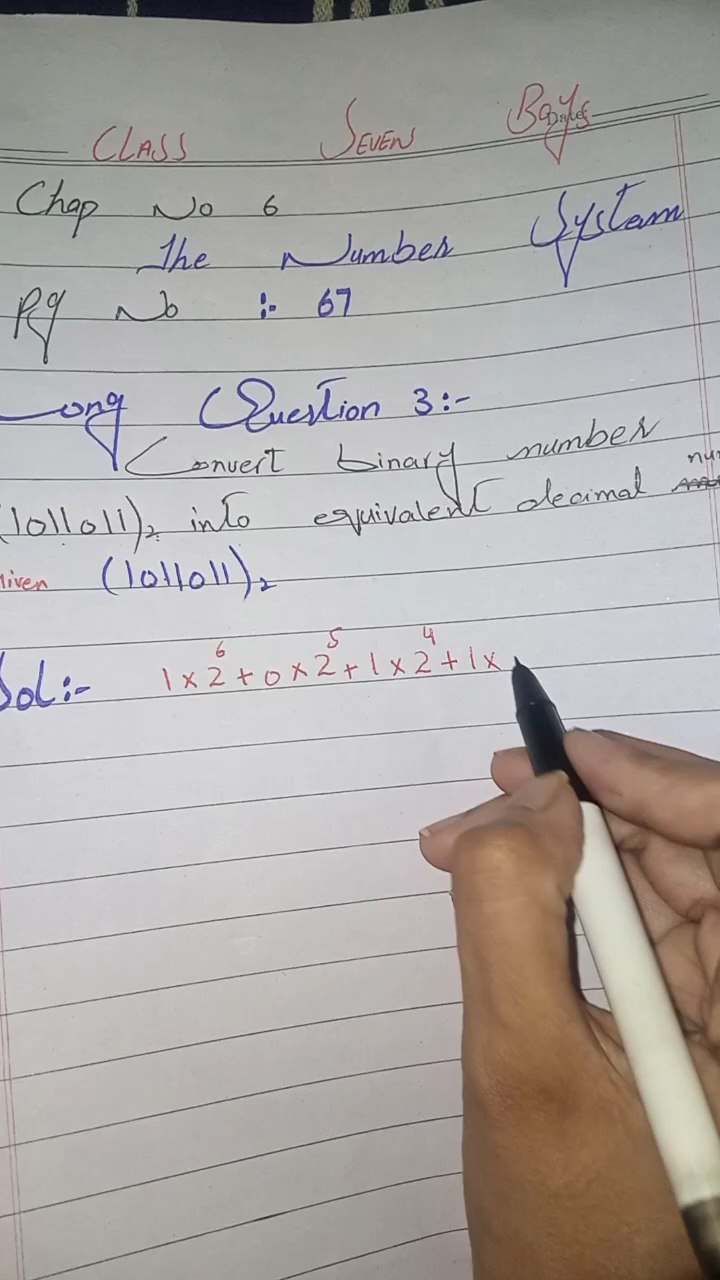 CLASS SEVEN Boys
Chap No 6
The Number System
Pg No :- 67
Long Question 3:-
Convert binary number
(1011011)₂ into equivalent decimal
Given (1011011)₂
Sol:- 1 × 2⁶ + 0 × 2⁵ + 1 × 2⁴ + 1 ×